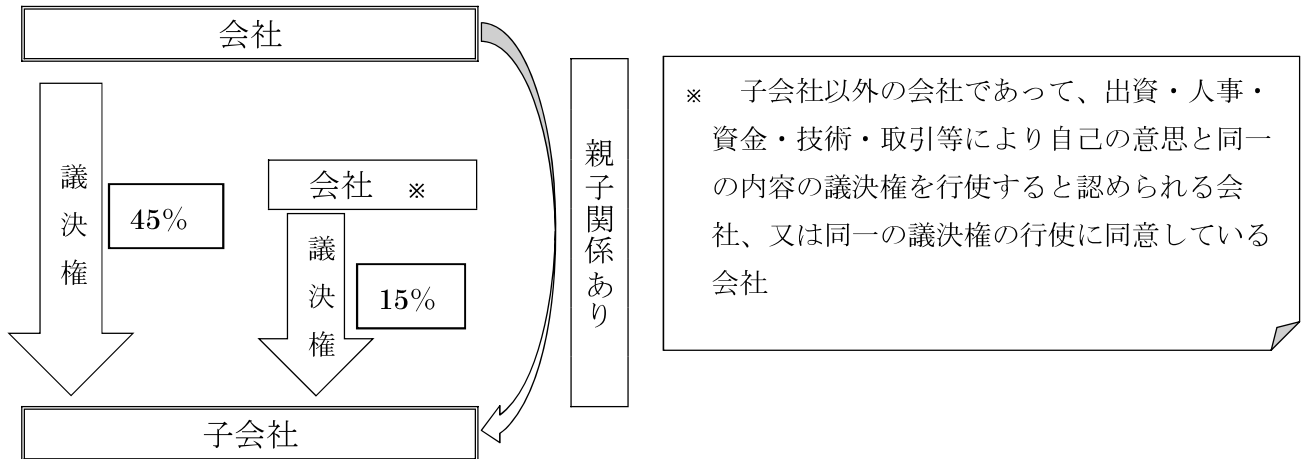 会社
議決権
45%
会社 ※
議決権
15%
子会社
親子関係あり
※ 子会社以外の会社であって、出資・人事・
資金・技術・取引等により自己の意思と同一
の内容の議決権を行使すると認められる会
社、又は同一の議決権の行使に同意している
会社